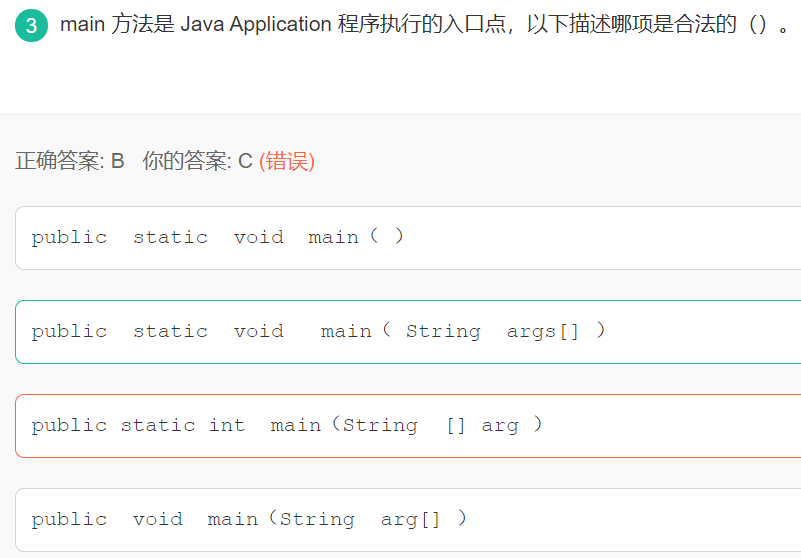 3 main 方法是 Java Application 程序执行的入口点，以下描述哪项是合法的（）。
正确答案: B 你的答案: C (错误)
public static void main（ ）
public static void main（ String args[] ）
public static int main（String [] arg ）
public void main（String arg[] ）